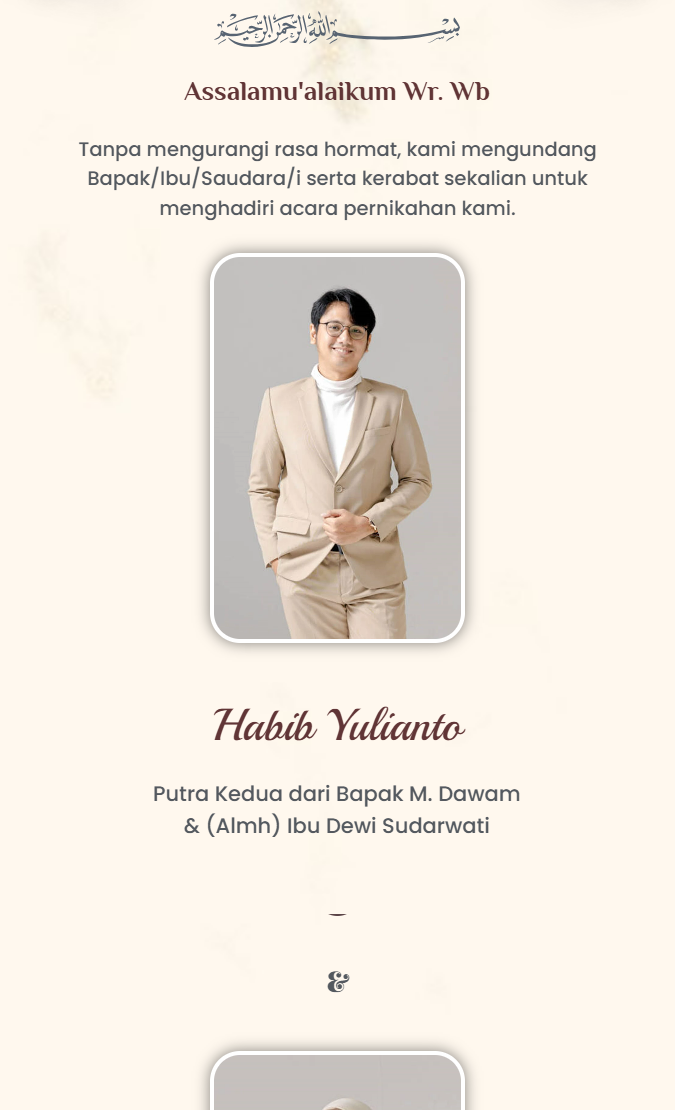 بسم الله الرحمن الرحيم
Assalamu'alaikum Wr. Wb
Tanpa mengurangi rasa hormat, kami mengundang
Bapak/Ibu/Saudara/i serta kerabat sekalian untuk
menghadiri acara pernikahan kami.
Habib Yulianto
Putra Kedua dari Bapak M. Dawam
& (Almh) Ibu Dewi Sudarwati
&